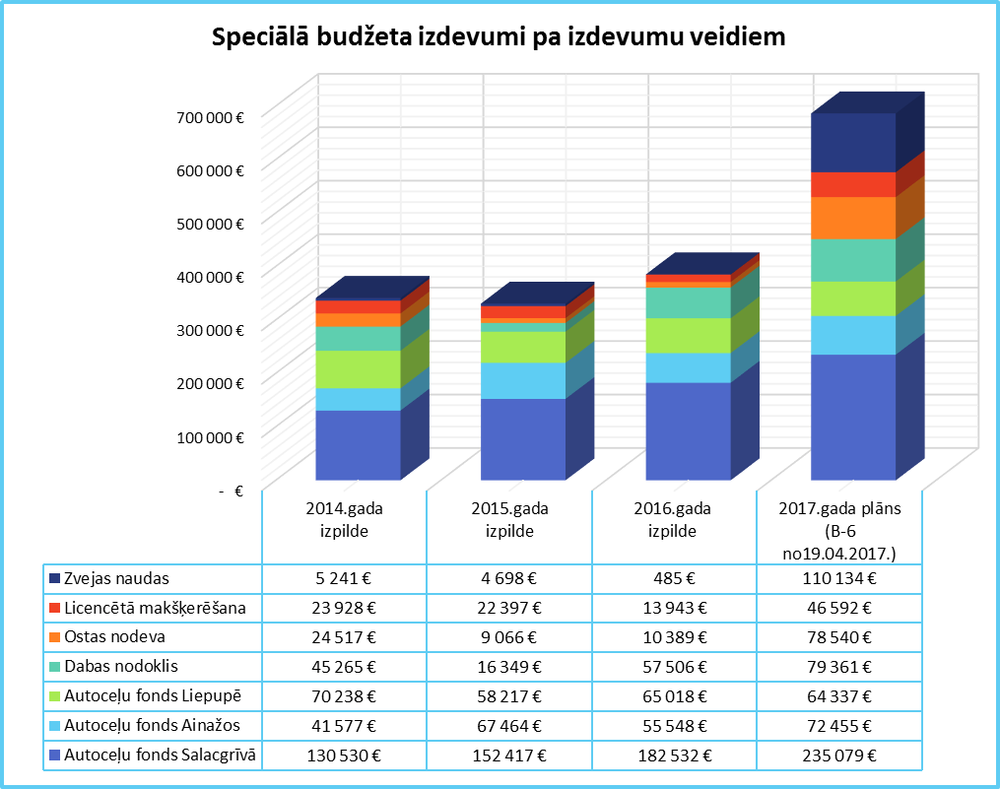 Speciālā budžeta izdevumi pa izdevumu veidiem
700 000 €
600 000 €
500 000 €
400 000 €
300 000 €
200 000 €
100 000 €
- €
2014.gada izpilde
2015.gada izpilde
2016.gada izpilde
2017.gada plāns (B-6 no19.04.2017.)
Zvejas naudas 5 241 € 4 698 € 485 € 110 134 €
Licencētā makšķerēšana 23 928 € 22 397 € 13 943 € 46 592 €
Ostas nodeva 24 517 € 9 066 € 10 389 € 78 540 €
Dabas nodoklis 45 265 € 16 349 € 57 506 € 79 361 €
Autoceļu fonds Liepupē 70 238 € 58 217 € 65 018 € 64 337 €
Autoceļu fonds Ainažos 41 577 € 67 464 € 55 548 € 72 455 €
Autoceļu fonds Salacgrīvā 130 530 € 152 417 € 182 532 € 235 079 €